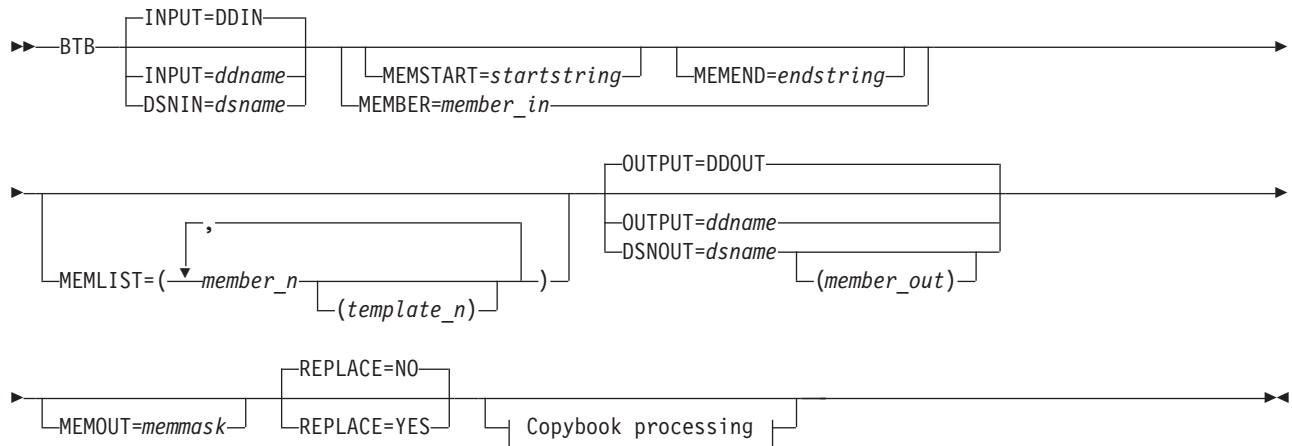 INPUT=DDIN
BTB
INPUT=ddname
DSNIN=dsname
MEMSTART=startstring
MEMEND=endstring
MEMBER=member_in
MEMLIST=(
,
member_n
(template_n)
)
OUTPUT=DDOUT
OUTPUT=ddname
DSNOUT=dsname
(member_out)
MEMOUT=memmask
REPLACE=NO
REPLACE=YES
Copybook processing